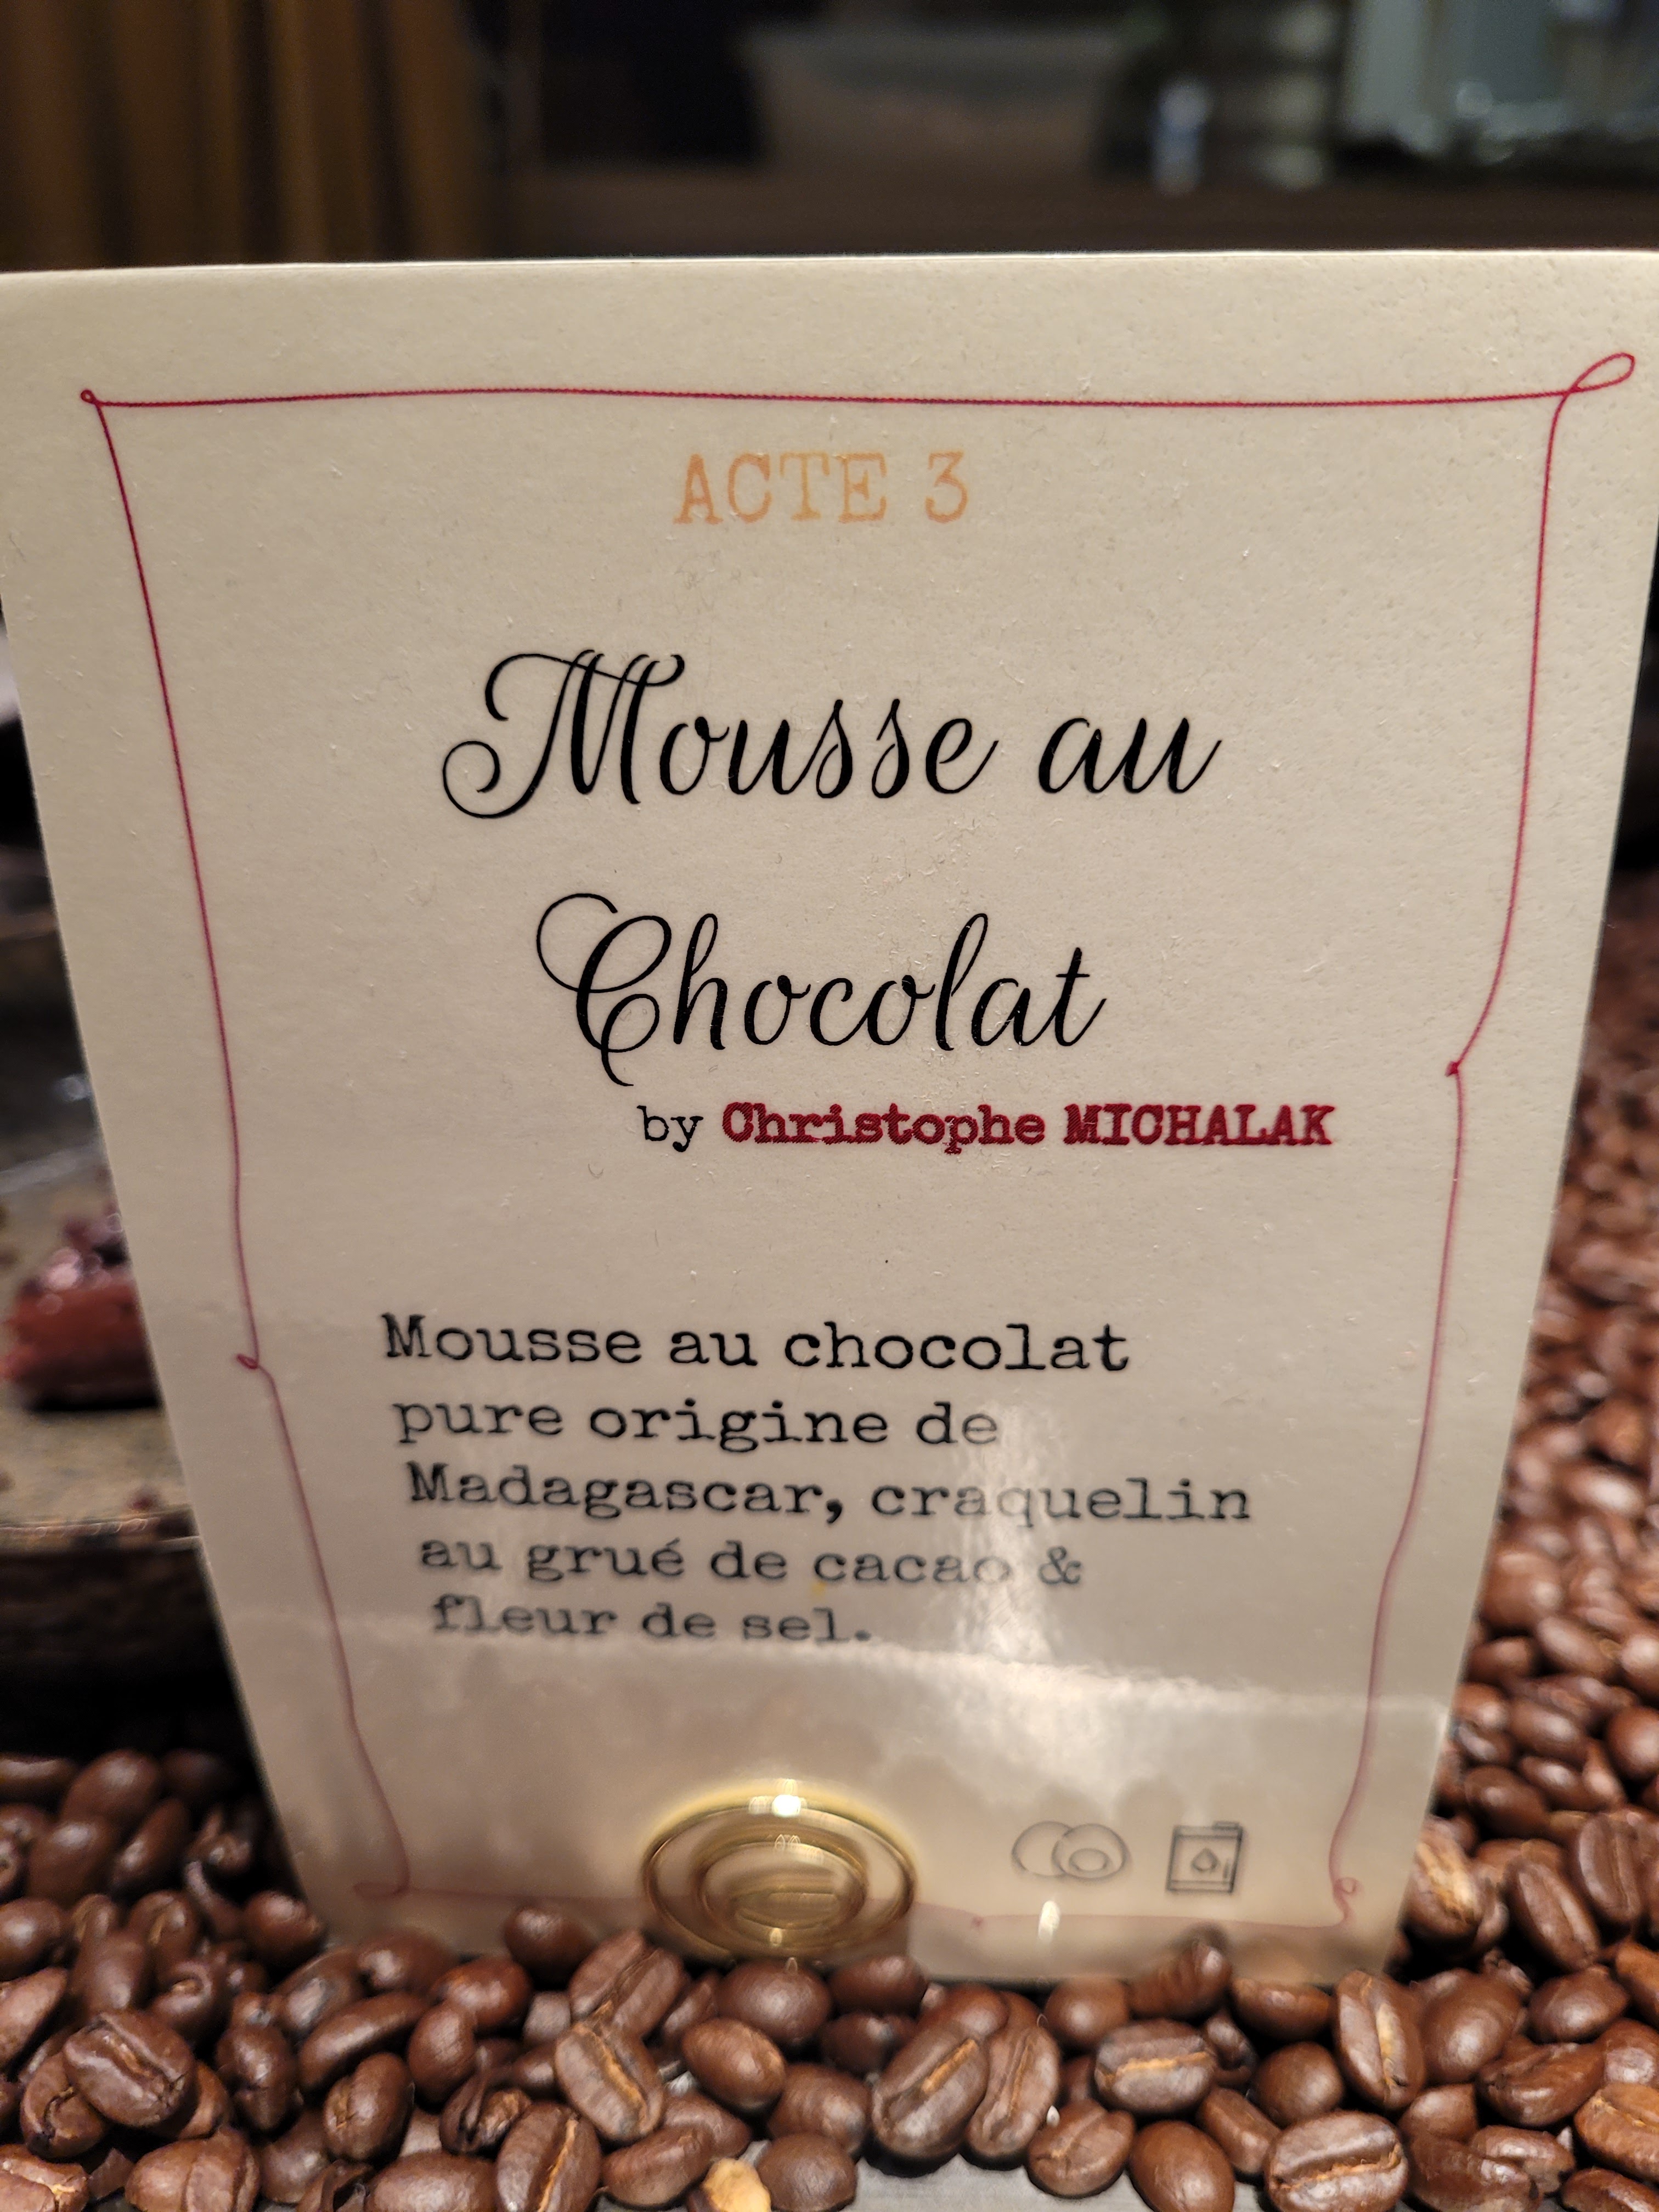 ACTE 3
Mousse au
Chocolat
by Christophe MICHALAK
Mousse au chocolat
pure origine de
Madagascar, craquelin
au grué de cacao &
fleur de sel.